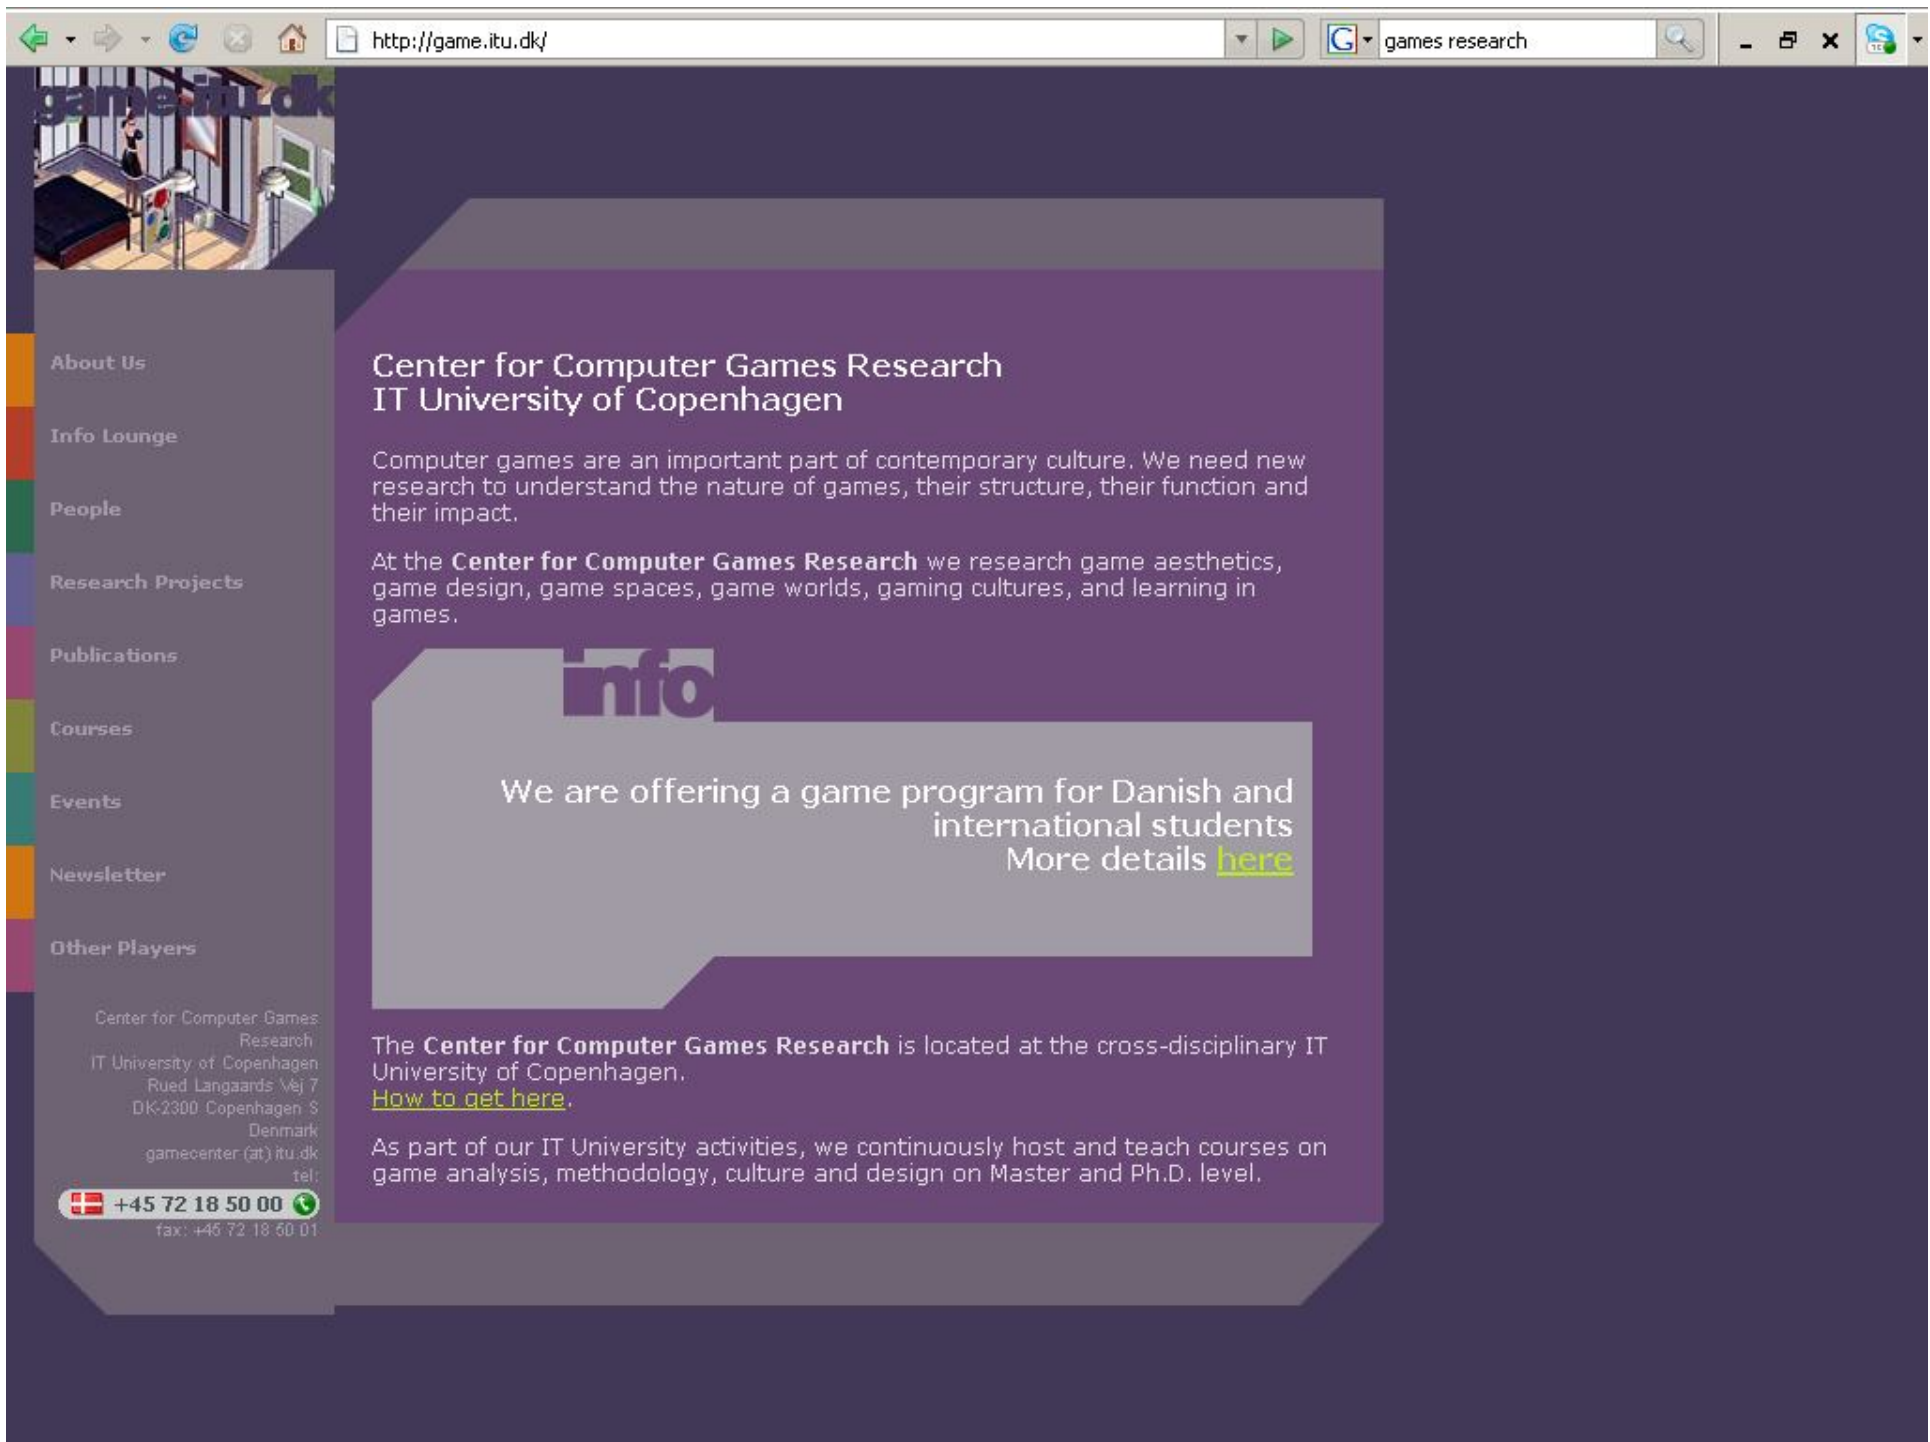 http://game.itu.dk/
games research
game.itu.dk
About Us
Info Lounge
People
Research Projects
Publications
Courses
Events
Newsletter
Other Players
Center for Computer Games
Research
IT University of Copenhagen
Rued Langaards Vej 7
DK-2300 Copenhagen S
Denmark
gamecenter (at) itu.dk
tel:
+45 72 18 50 00
fax: +45 72 18 50 01
Center for Computer Games Research
IT University of Copenhagen
Computer games are an important part of contemporary culture. We need new
research to understand the nature of games, their structure, their function and
their impact.
At the Center for Computer Games Research we research game aesthetics,
game design, game spaces, game worlds, gaming cultures, and learning in
games.
info
We are offering a game program for Danish and
international students
More details here
The Center for Computer Games Research is located at the cross-disciplinary IT
University of Copenhagen.
How to get here.
As part of our IT University activities, we continuously host and teach courses on
game analysis, methodology, culture and design on Master and Ph.D. level.